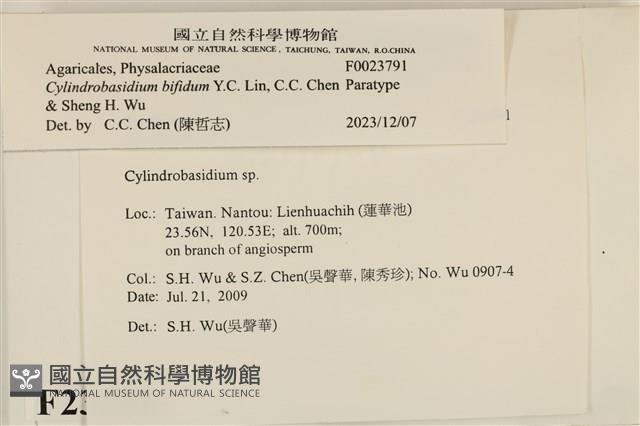 國立自然科學博物館
NATIONAL MUSEUM OF NATURAL SCIENCE, TAICHUNG, TAIWAN, R.O.CHINA
Agaricales, Physalacriaceae F0023791
Cylindrobasidium bifidum Y.C. Lin, C.C. Chen Paratype
& Sheng H. Wu
Det. by C.C. Chen (陳哲志) 2023/12/07
Cylindrobasidium sp.
Loc.: Taiwan. Nantou: Lienhuachih (蓮華池)
23.56N, 120.53E; alt. 700m;
on branch of angiosperm
Col.: S.H. Wu & S.Z. Chen(吳聲華, 陳秀珍); No. Wu 0907-4
Date: Jul. 21, 2009
Det.: S.H. Wu(吳聲華)
國立自然科學博物館
NATIONAL MUSEUM OF NATURAL SCIENCE